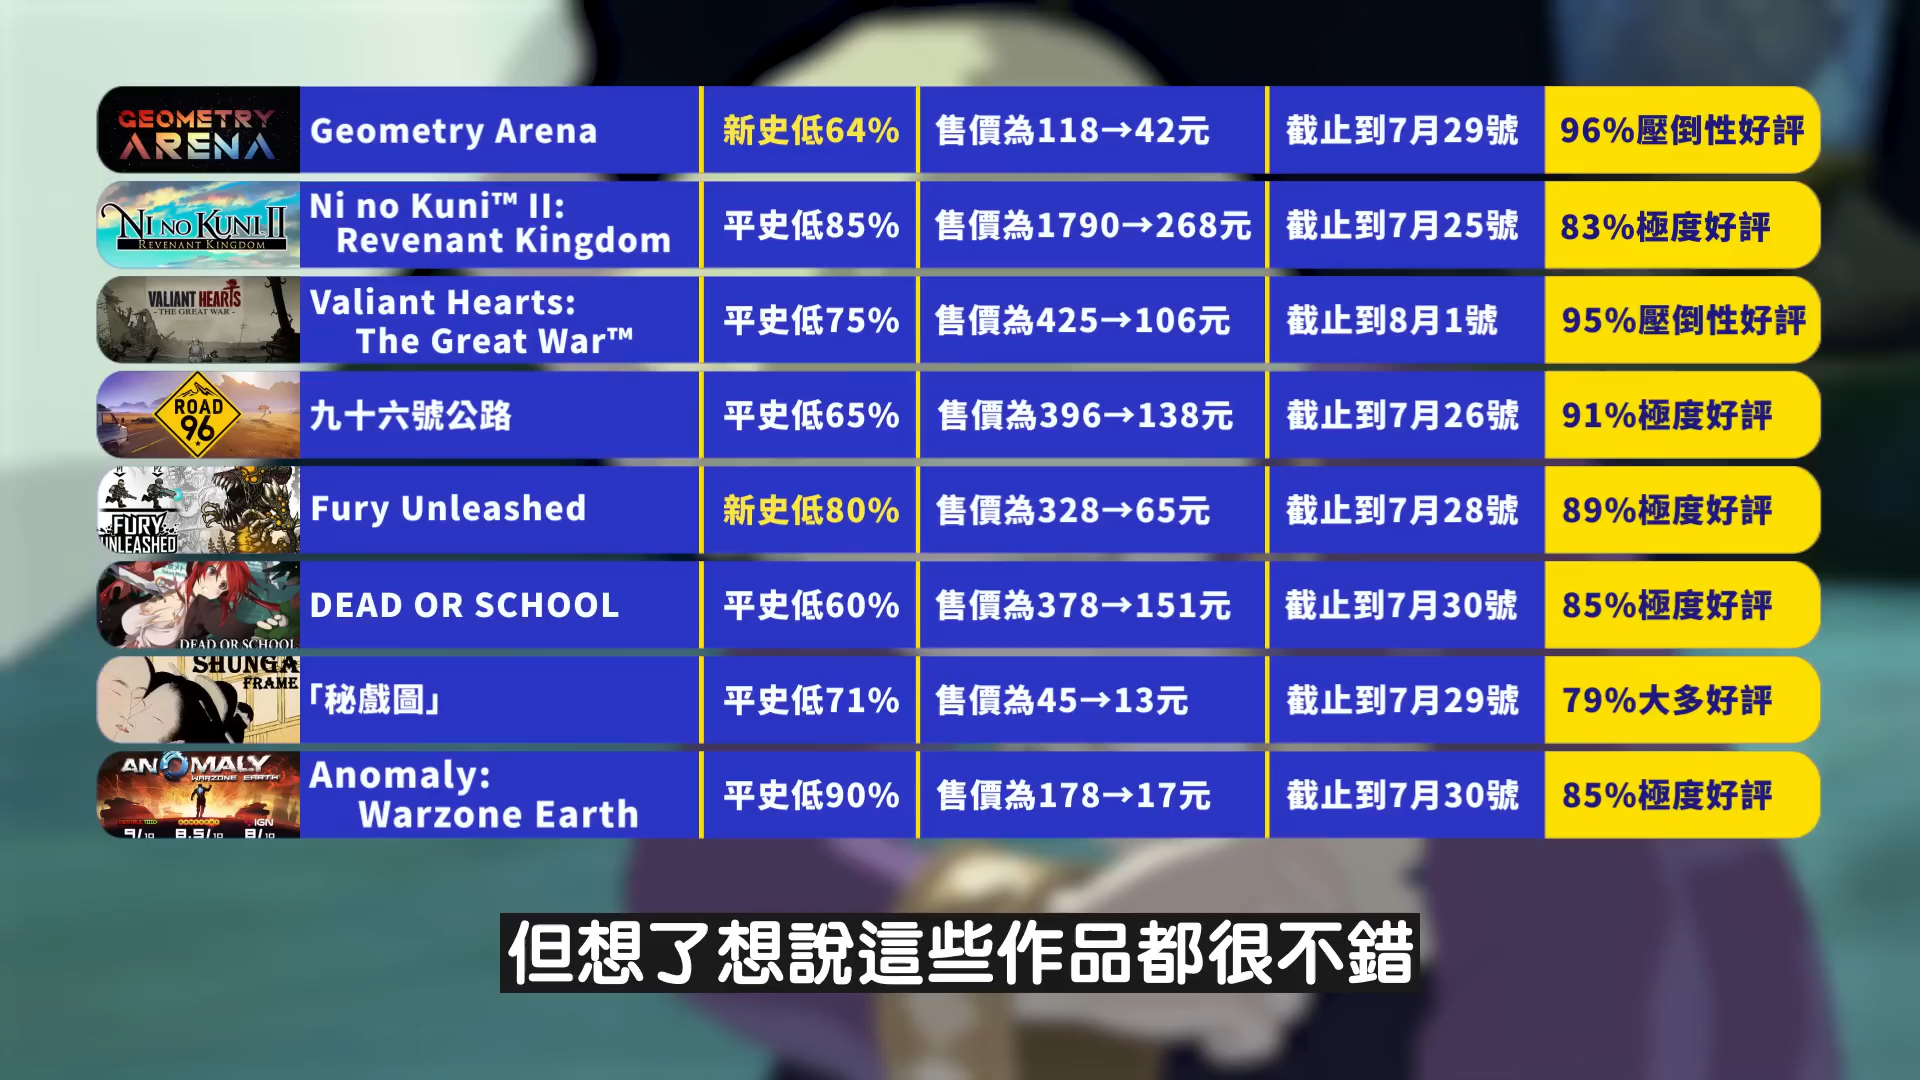 GEOMETRY
ARENA
Geometry Arena
新史低64%
售價為118→42元
截止到7月29號
96%壓倒性好評
NI NO KUNI II
REVENANT KINGDOM
Ni no Kuni™ II:
Revenant Kingdom
平史低85%
售價為1790→268元
截止到7月25號
83%極度好評
VALIANT HEARTS
- THE GREAT WAR -
Valiant Hearts:
The Great War™
平史低75%
售價為425→106元
截止到8月1號
95%壓倒性好評
ROAD
96
九十六號公路
平史低65%
售價為396→138元
截止到7月26號
91%極度好評
P1 P2
FURY
UNLEASHED
Fury Unleashed
新史低80%
售價為328→65元
截止到7月28號
89%極度好評
DEAD OR SCHOOL
DEAD OR SCHOOL
平史低60%
售價為378→151元
截止到7月30號
85%極度好評
SHUNGA
FRAME
「秘戲圖」
平史低71%
售價為45→13元
截止到7月29號
79%大多好評
ANOMALY
WARZONE EARTH
IGN
9/10 8.5/10 8/10
Anomaly:
Warzone Earth
平史低90%
售價為178→17元
截止到7月30號
85%極度好評
但想了想說這些作品都很不錯